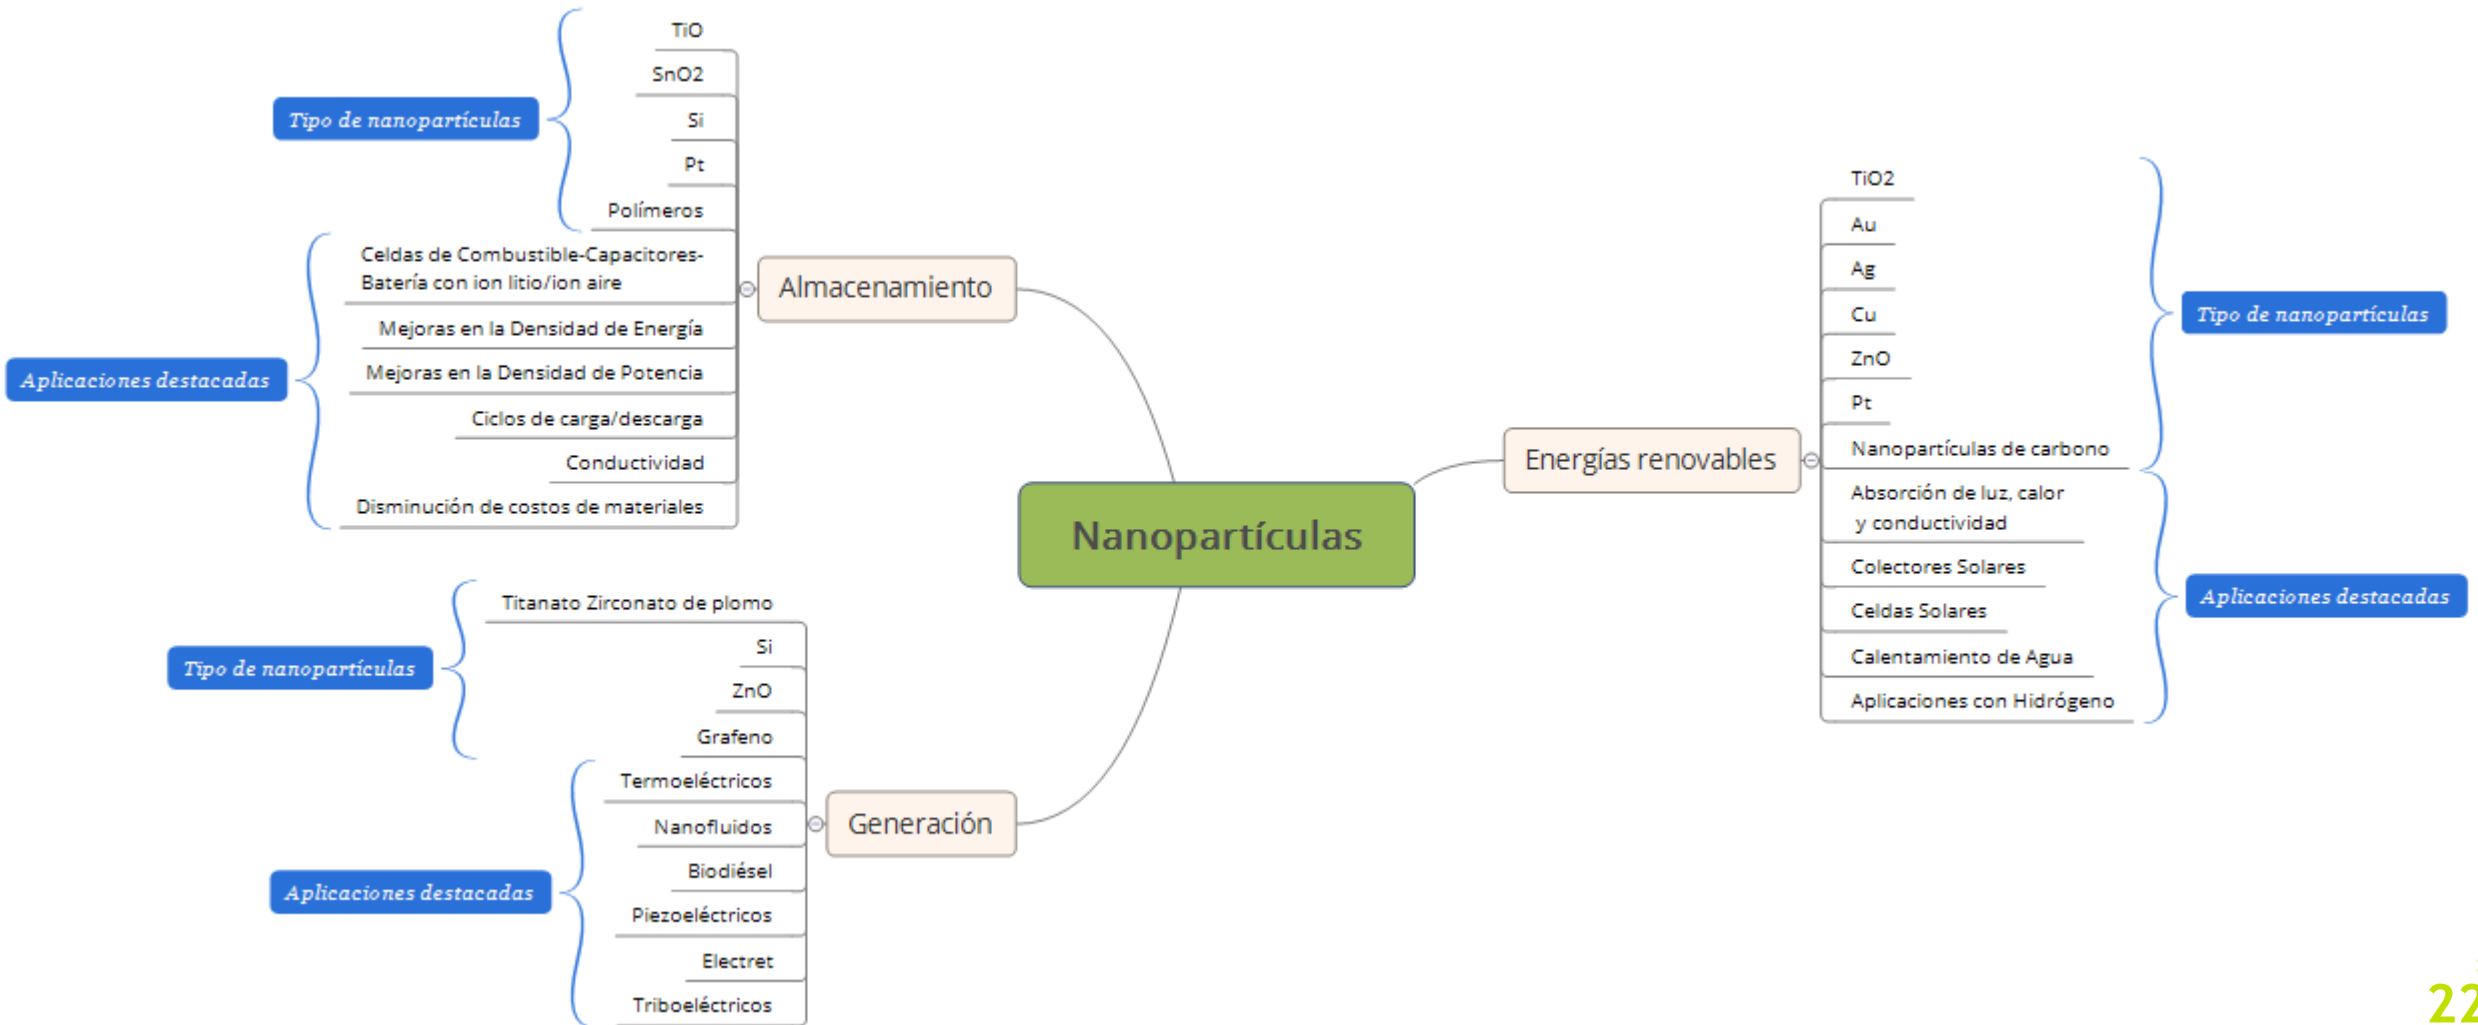 TiO
SnO2
Si
Pt
Polímeros
Tipo de nanopartículas
Celdas de Combustible-Capacitores-
Batería con ion litio/ion aire
Mejoras en la Densidad de Energía
Mejoras en la Densidad de Potencia
Ciclos de carga/descarga
Conductividad
Disminución de costos de materiales
Aplicaciones destacadas
Almacenamiento
Titanato Zirconato de plomo
Si
ZnO
Grafeno
Tipo de nanopartículas
Termoeléctricos
Nanofluidos
Biodiésel
Piezoeléctricos
Electret
Triboeléctricos
Aplicaciones destacadas
Generación
Nanopartículas
Energías renovables
TiO2
Au
Ag
Cu
ZnO
Pt
Nanopartículas de carbono
Tipo de nanopartículas
Absorción de luz, calor
y conductividad
Colectores Solares
Celdas Solares
Calentamiento de Agua
Aplicaciones con Hidrógeno
Aplicaciones destacadas
22